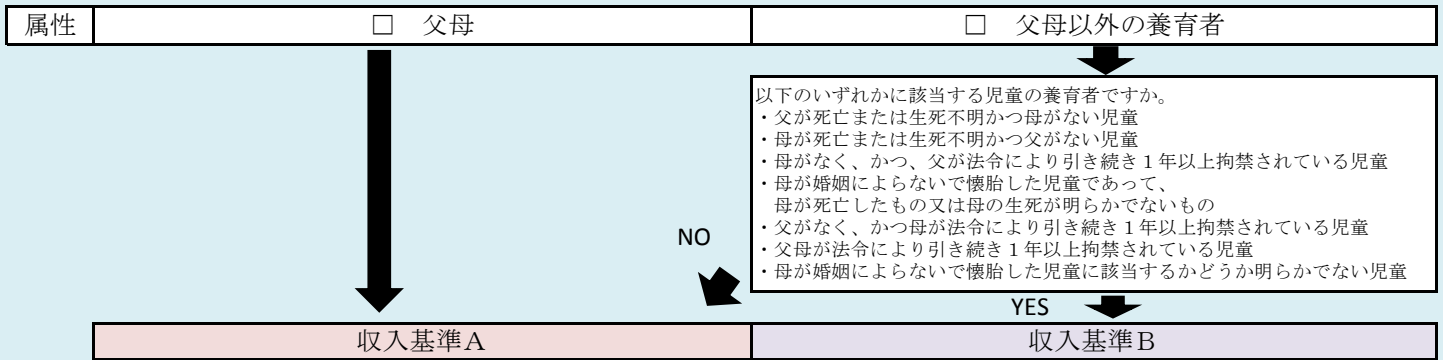 属性
□ 父母
□ 父母以外の養育者
以下のいずれかに該当する児童の養育者ですか。
・父が死亡または生死不明かつ母がない児童
・母が死亡または生死不明かつ父がない児童
・母がなく、かつ、父が法令により引き続き１年以上拘禁されている児童
・母が婚姻によらないで懐胎した児童であって、
母が死亡したもの又は母の生死が明らかでないもの
・父がなく、かつ母が法令により引き続き１年以上拘禁されている児童
・父母が法令により引き続き１年以上拘禁されている児童
・母が婚姻によらないで懐胎した児童に該当するかどうか明らかでない児童
NO
YES
収入基準Ａ
収入基準Ｂ